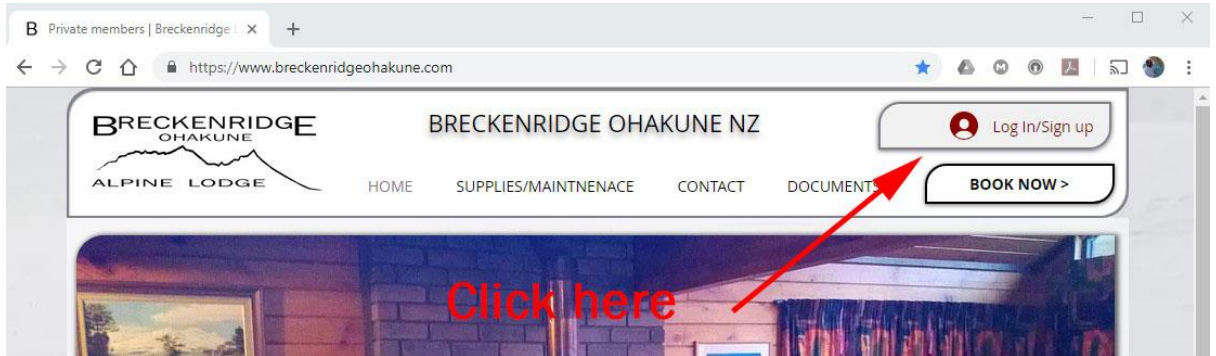 B Private members | Breckenridge
https://www.breckenridgeohakune.com
BRECKENRIDGE
OHAKUNE
ALPINE LODGE
BRECKENRIDGE OHAKUNE NZ
Log In/Sign up
HOME SUPPLIES/MAINTNENACE CONTACT DOCUMENTS
BOOK NOW >
Click here